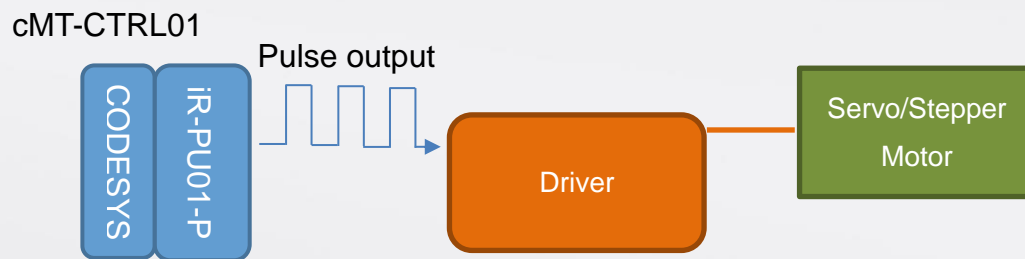 cMT-CTRL01
Pulse output
CODESYS
iR-PU01-P
Driver
Servo/Stepper
Motor